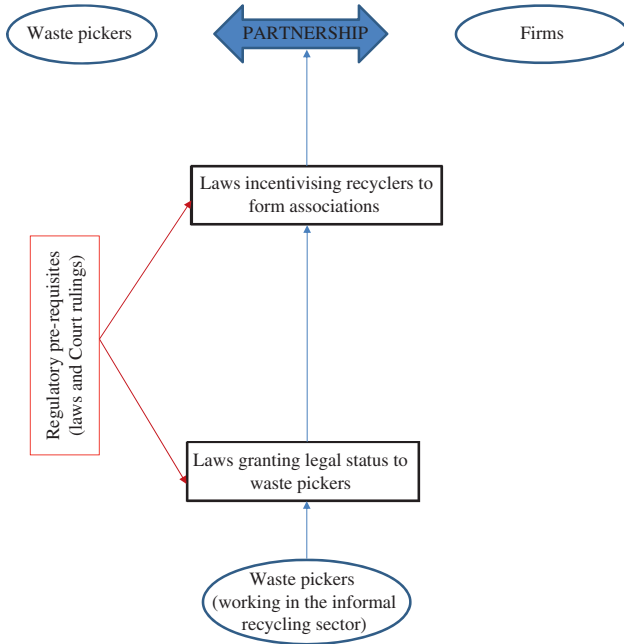 Waste pickers
PARTNERSHIP
Firms
Laws incentivising recyclers to
form associations
Regulatory pre-requisites
(laws and Court rulings)
Laws granting legal status to
waste pickers
Waste pickers
(working in the informal
recycling sector)